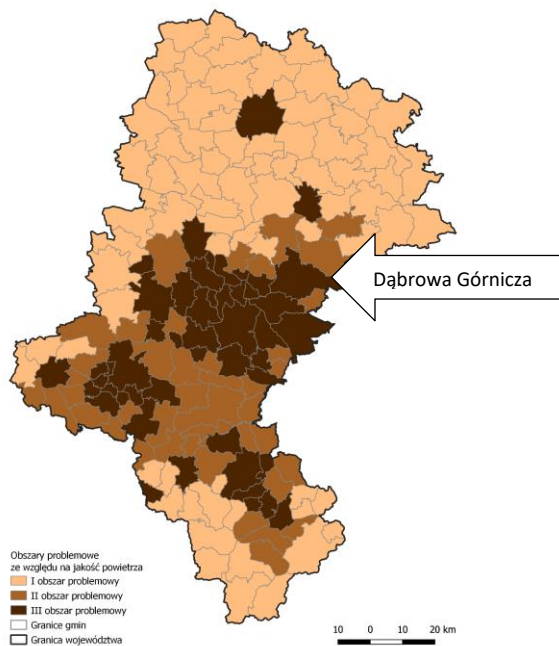 Dąbrowa Górnicza
Obszary problemowe
ze względu na jakość powietrza
I obszar problemowy
II obszar problemowy
III obszar problemowy
Granice gmin
Granica województwa
10 0 10 20 km